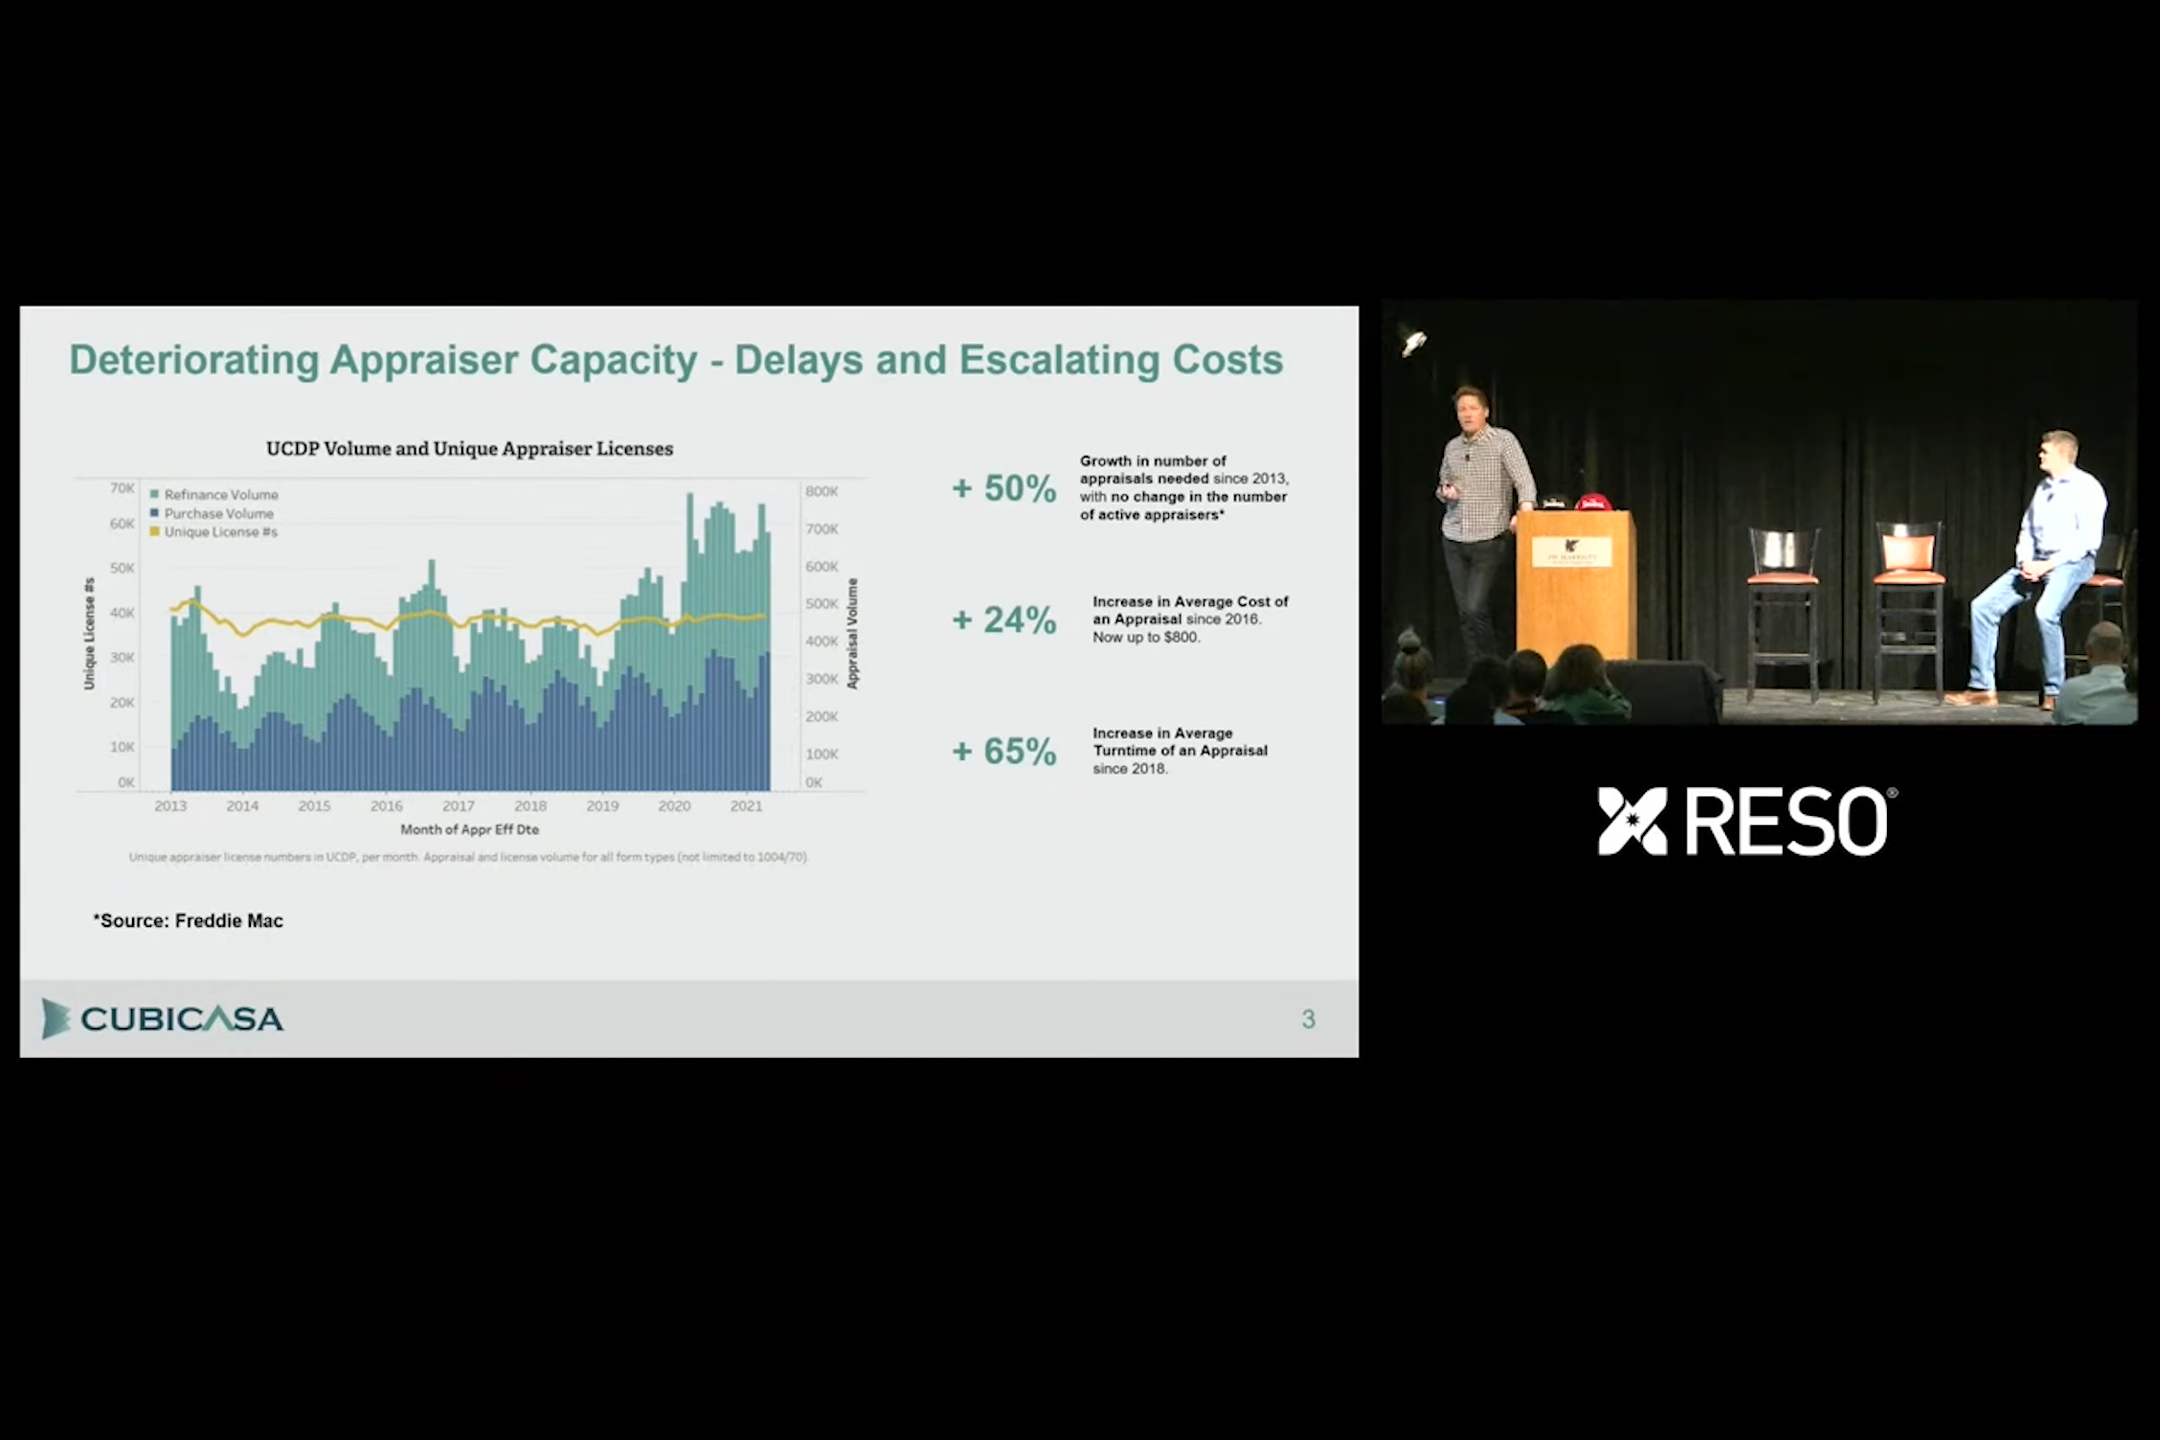 Deteriorating Appraiser Capacity - Delays and Escalating Costs
UCDP Volume and Unique Appraiser Licenses
Refinance Volume
Purchase Volume
Unique License #s
Unique License #s
70K
60K
50K
40K
30K
20K
10K
0K
800K
700K
600K
500K
400K
300K
200K
100K
0K
Appraisal Volume
2013 2014 2015 2016 2017 2018 2019 2020 2021
Month of Appr Eff Dte
Unique appraiser license numbers in UCDP, per month. Appraisal and license volume for all form types (not limited to 1004/70).
*Source: Freddie Mac
+ 50%
Growth in number of
appraisals needed since 2013,
with no change in the number
of active appraisers*
+ 24%
Increase in Average Cost of
an Appraisal since 2016.
Now up to $800.
+ 65%
Increase in Average
Turntime of an Appraisal
since 2018.
CUBICASA
3
JW MARRIOTT
RESO®